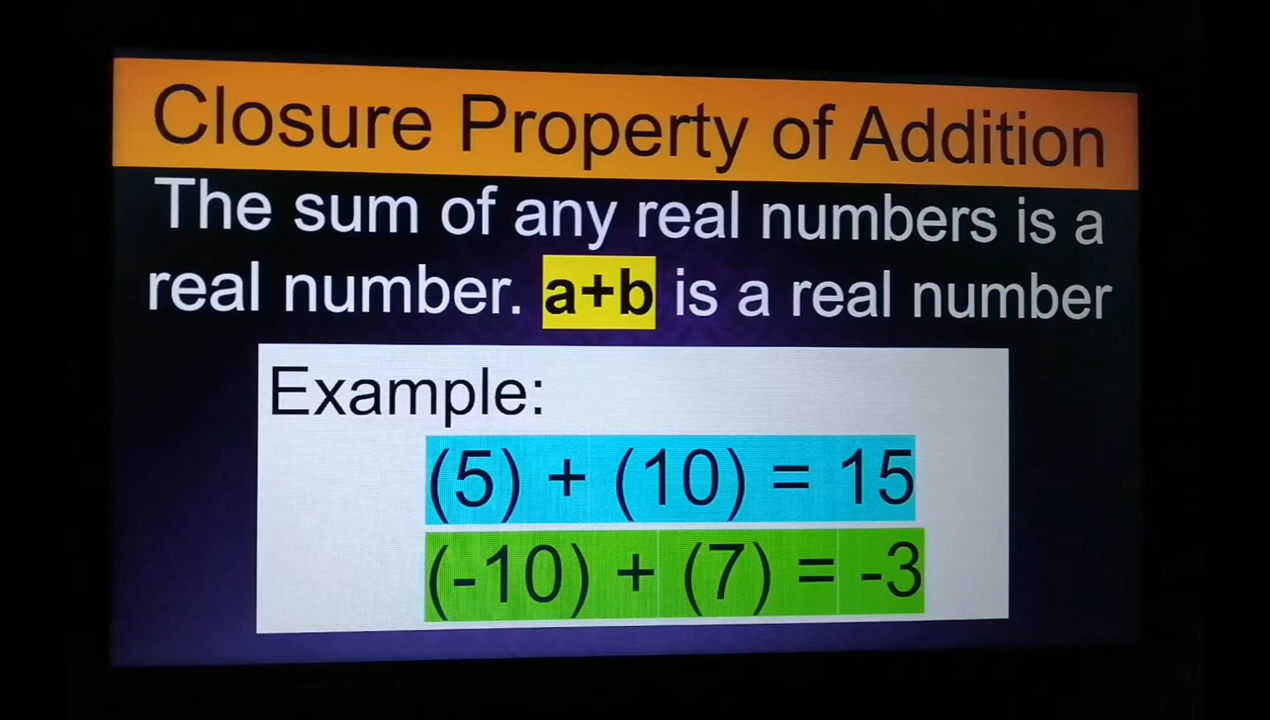 Closure Property of Addition
The sum of any real numbers is a
real number. a+b is a real number
Example:
(5) + (10) = 15
(-10) + (7) = -3